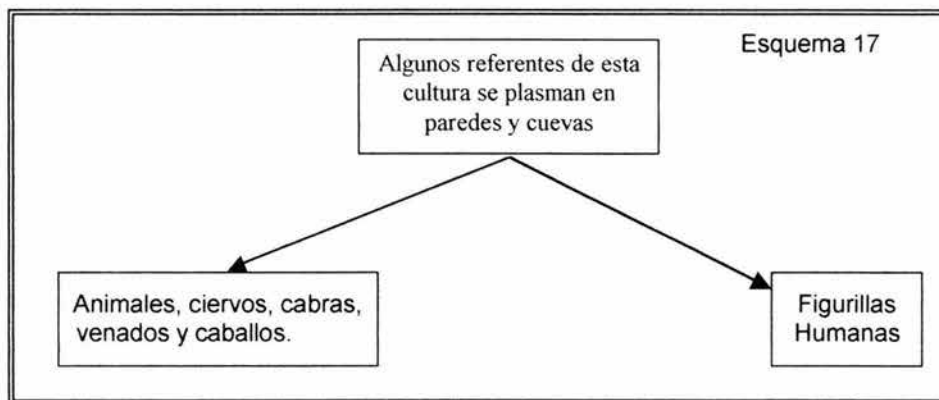 Esquema 17
Algunos referentes de esta
cultura se plasman en
paredes y cuevas
Animales, ciervos, cabras,
venados y caballos.
Figurillas
Humanas